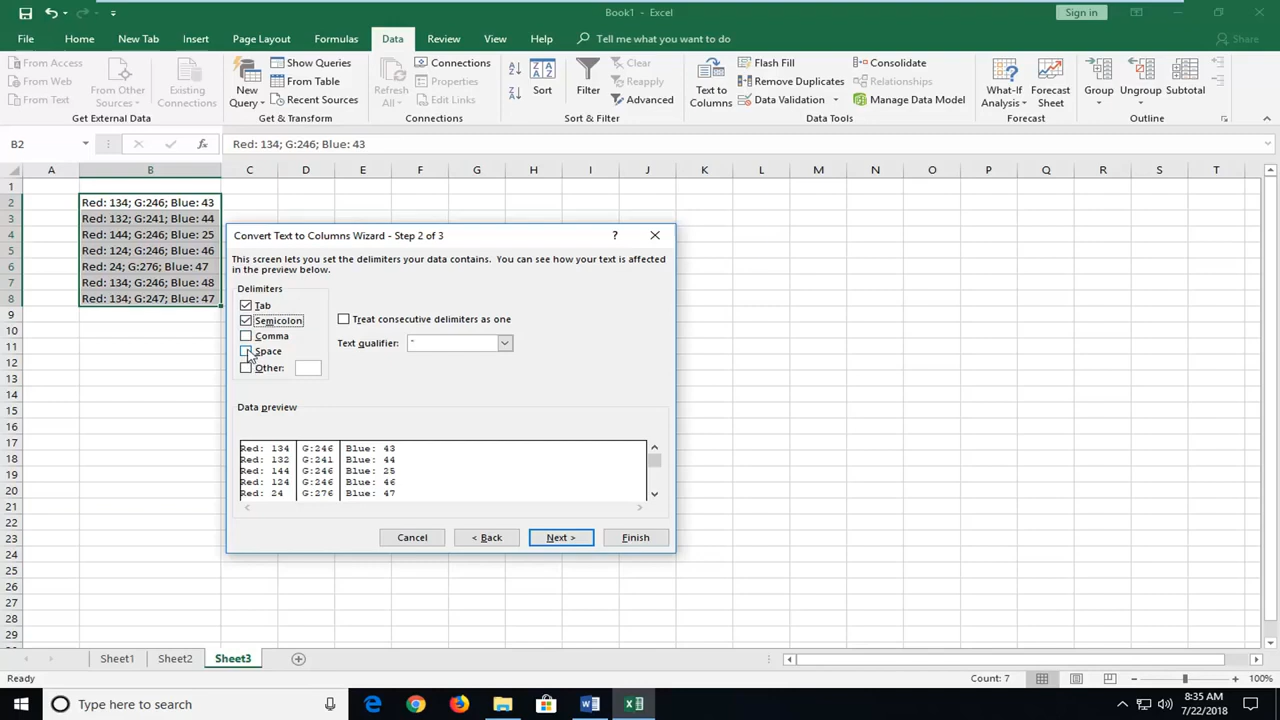 Book1 - Excel
Sign in
File Home New Tab Insert Page Layout Formulas Data Review View Help Tell me what you want to do Share
From Access
From Web
From Text
From Other Sources
Existing Connections
Get External Data
New Query
Show Queries
From Table
Recent Sources
Get & Transform
Refresh All
Connections
Properties
Edit Links
Connections
Sort
Filter
Clear
Reapply
Advanced
Sort & Filter
Text to Columns
Flash Fill
Remove Duplicates
Data Validation
Consolidate
Relationships
Manage Data Model
Data Tools
What-If Analysis
Forecast Sheet
Forecast
Group
Ungroup
Subtotal
Outline
B2 fx Red: 134; G:246; Blue: 43
A B C D E F G H I J K L M N O P Q R S T
1
2 Red: 134; G:246; Blue: 43
3 Red: 132; G:241; Blue: 44
4 Red: 144; G:246; Blue: 25
5 Red: 124; G:246; Blue: 46
6 Red: 24; G:276; Blue: 47
7 Red: 134; G:246; Blue: 48
8 Red: 134; G:247; Blue: 47
9
10
11
12
13
14
15
16
17
18
19
20
21
22
23
24
25
26
27
28
29
Convert Text to Columns Wizard - Step 2 of 3 ?
This screen lets you set the delimiters your data contains. You can see how your text is affected
in the preview below.
Delimiters
Tab
Semicolon
Comma
Space
Other:
Treat consecutive delimiters as one
Text qualifier: "
Data preview
Red: 134 G:246 Blue: 43
Red: 132 G:241 Blue: 44
Red: 144 G:246 Blue: 25
Red: 124 G:246 Blue: 46
Red: 24 G:276 Blue: 47
Cancel < Back Next > Finish
Sheet1 Sheet2 Sheet3
Ready Count: 7 100%
Type here to search
8:35 AM
7/22/2018